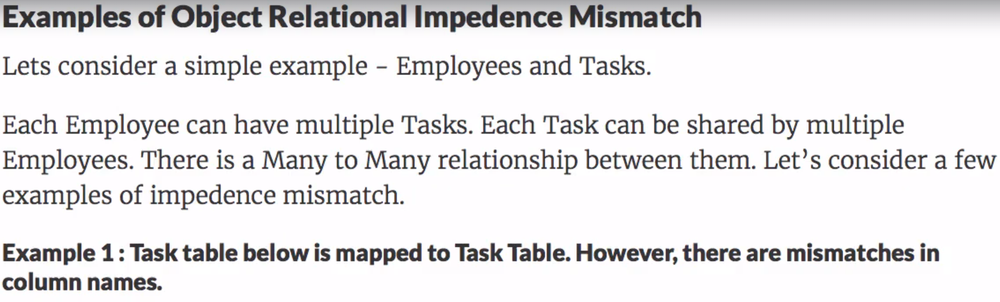 Examples of Object Relational Impedence Mismatch
Lets consider a simple example – Employees and Tasks.
Each Employee can have multiple Tasks. Each Task can be shared by multiple
Employees. There is a Many to Many relationship between them. Let’s consider a few
examples of impedence mismatch.
Example 1 : Task table below is mapped to Task Table. However, there are mismatches in
column names.